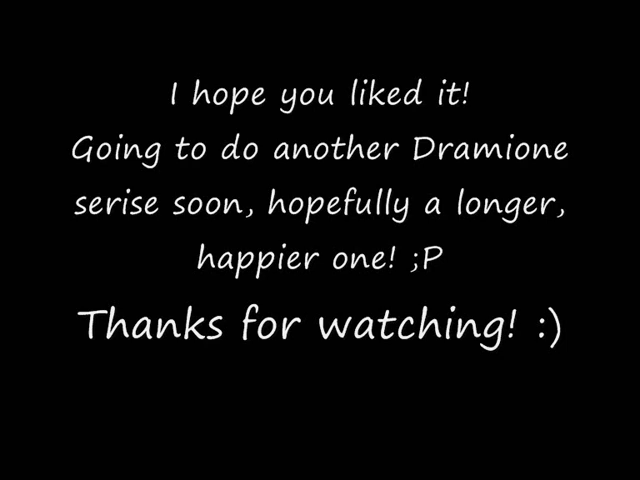 I hope you liked it!
Going to do another Dramione
serise soon, hopefully a longer,
happier one! ;P
Thanks for watching! :)